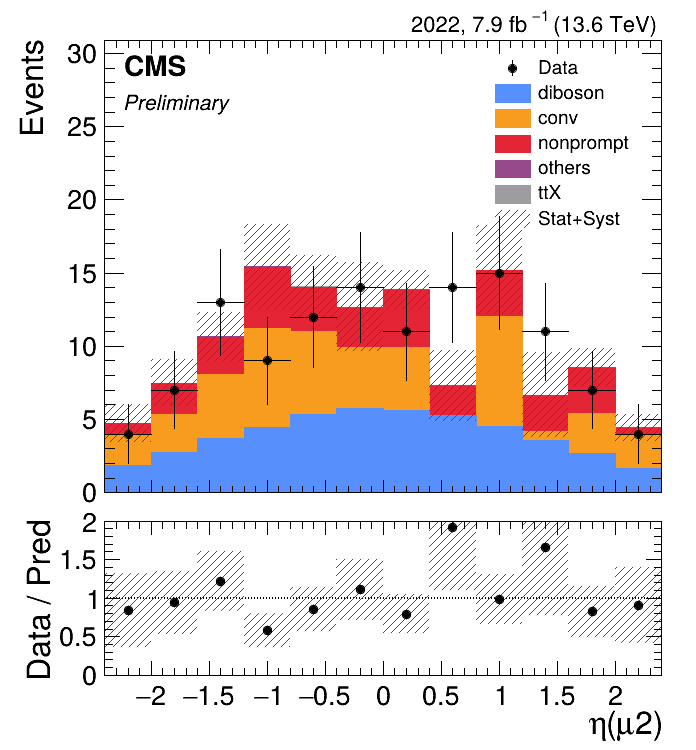 2022, 7.9 fb⁻¹ (13.6 TeV)
Events
30
25
20
15
10
5
0
CMS
Preliminary
Data
diboson
conv
nonprompt
others
ttX
Stat+Syst
Data / Pred
2
1.5
1
0.5
0
−2 −1.5 −1 −0.5 0 0.5 1 1.5 2
η(μ2)